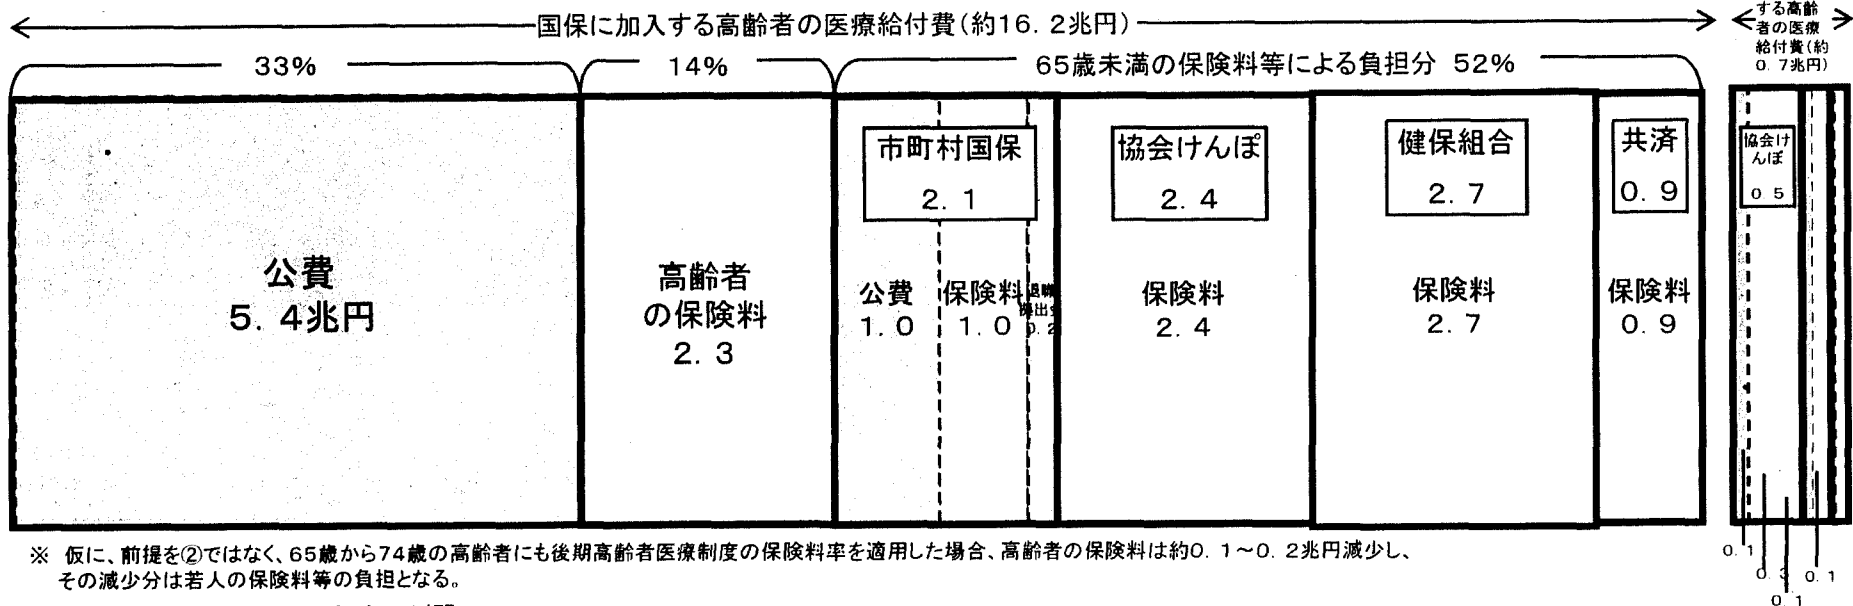 国保に加入する高齢者の医療給付費(約16.2兆円)
する高齢
者の医療
給付費(約
0.7兆円)
33%
14%
65歳未満の保険料等による負担分 52%
市町村国保
2.1
協会けんぽ
2.4
健保組合
2.7
共済
0.9
協会け
んぽ
0.5
公費
5.4兆円
高齢者
の保険料
2.3
公費
1.0
保険料
1.0
退職
拠出金
0.2
保険料
2.4
保険料
2.7
保険料
0.9
0.1
0.3
0.1
0.1
※ 仮に、前提を②ではなく、65歳から74歳の高齢者にも後期高齢者医療制度の保険料率を適用した場合、高齢者の保険料は約0.1~0.2兆円減少し、
その減少分は若人の保険料等の負担となる。